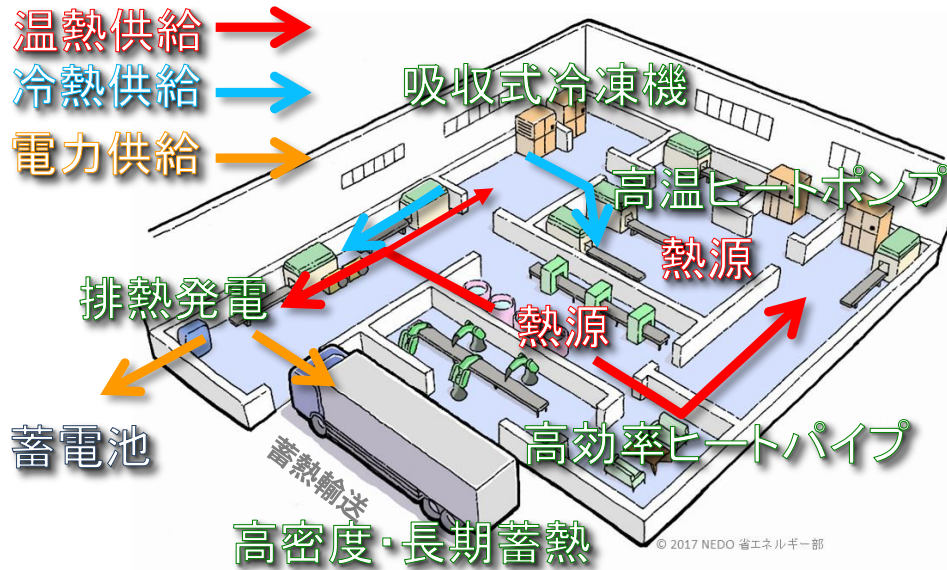 温熱供給
冷熱供給
電力供給
吸収式冷凍機
高温ヒートポンプ
熱源
排熱発電
熱源
蓄電池
高効率ヒートパイプ
蓄熱輸送
高密度・長期蓄熱
© 2017 NEDO 省エネルギー部